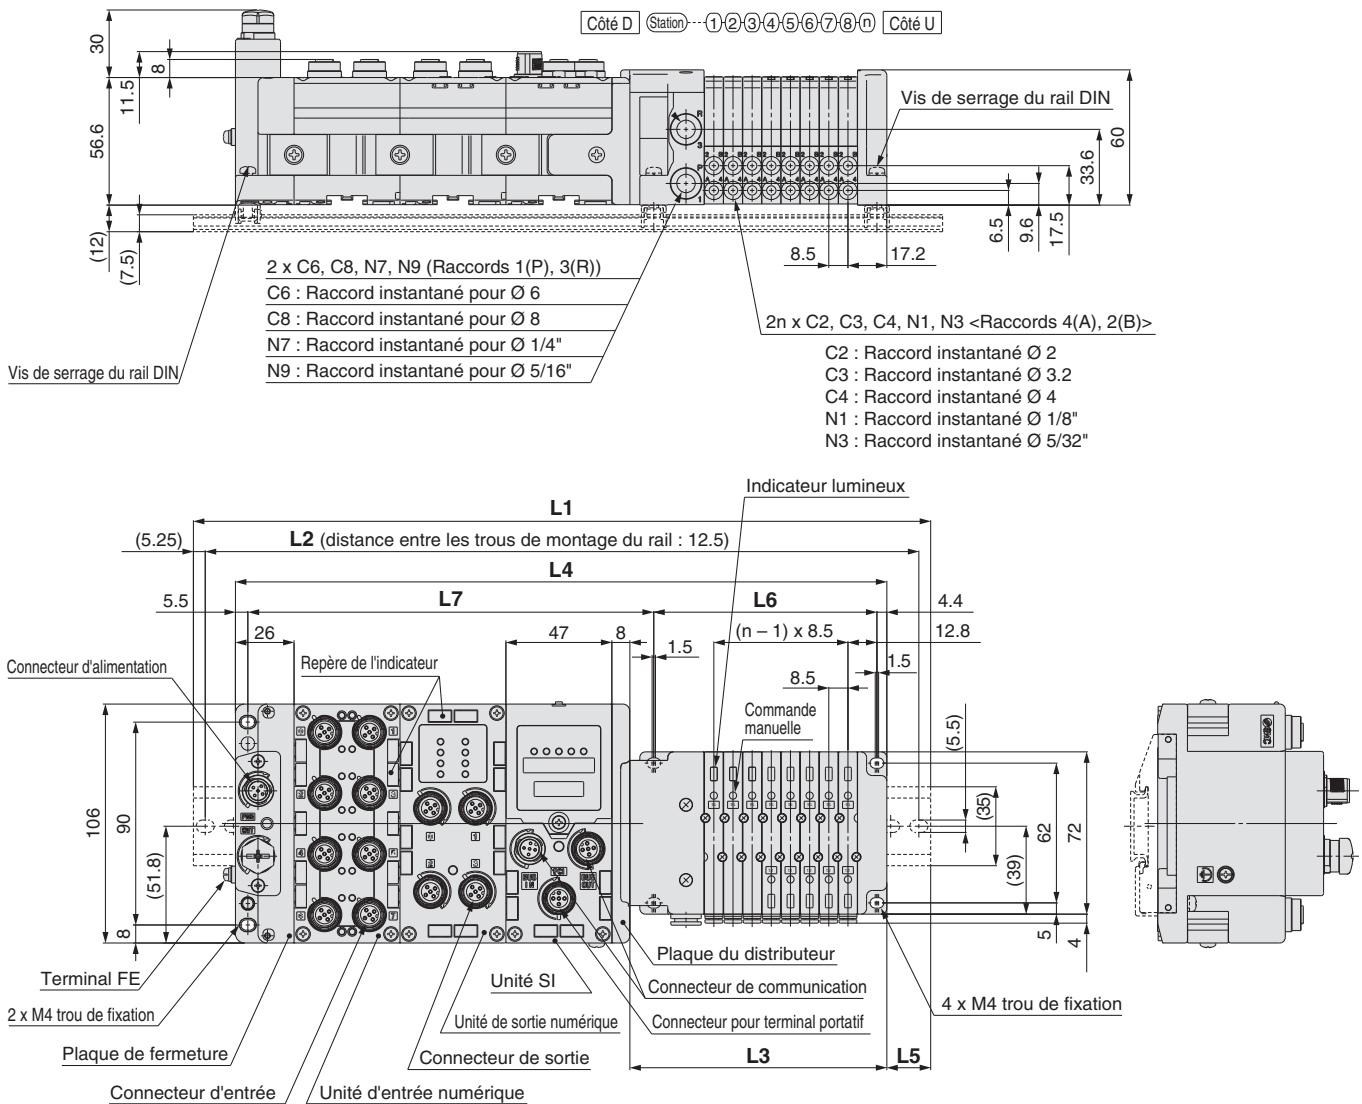 Côté D (Station) ---- 1 2 3 4 5 6 7 8 n Côté U
30
8
11.5
56.6
(12)
(7.5)
Vis de serrage du rail DIN
60
33.6
17.5
9.6
6.5
8.5
17.2
2 x C6, C8, N7, N9 (Raccords 1(P), 3(R))
C6 : Raccord instantané pour Ø 6
C8 : Raccord instantané pour Ø 8
N7 : Raccord instantané pour Ø 1/4"
N9 : Raccord instantané pour Ø 5/16"
Vis de serrage du rail DIN
2n x C2, C3, C4, N1, N3 <Raccords 4(A), 2(B)>
C2 : Raccord instantané Ø 2
C3 : Raccord instantané Ø 3.2
C4 : Raccord instantané Ø 4
N1 : Raccord instantané Ø 1/8"
N3 : Raccord instantané Ø 5/32"
Indicateur lumineux
L1
(5.25)
L2 (distance entre les trous de montage du rail : 12.5)
L4
5.5
L7
L6
4.4
26
47
8
(n – 1) x 8.5
12.8
1.5
1.5
8.5
Connecteur d'alimentation
Repère de l'indicateur
Commande
manuelle
(5.5)
106
90
(51.8)
8
(35)
(39)
62
72
5
4
BUS IN
BUS OUT
PCI
Plaque du distributeur
Terminal FE
Unité SI
Connecteur de communication
4 x M4 trou de fixation
2 x M4 trou de fixation
Unité de sortie numérique
Connecteur pour terminal portatif
Plaque de fermeture
Connecteur de sortie
L3
L5
Connecteur d'entrée
Unité d'entrée numérique